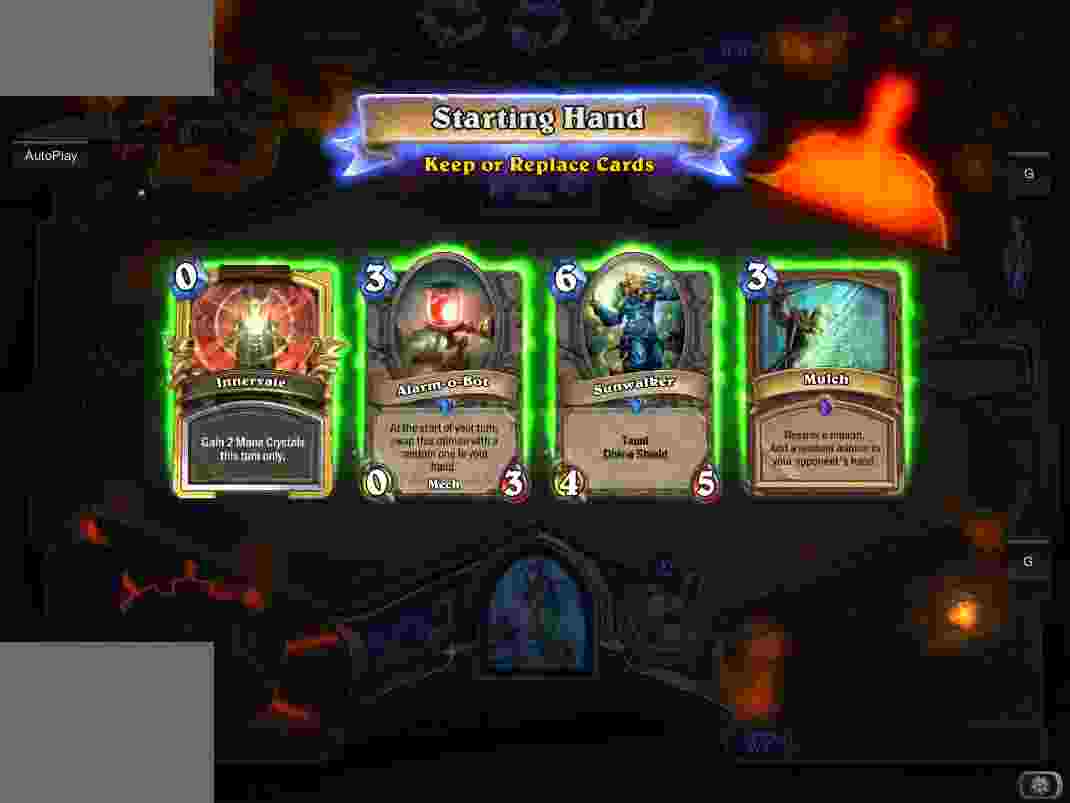 Starting Hand
Keep or Replace Cards
AutoPlay
G
0
3
6
3
Innervate
Alarm-o-Bot
Sunwalker
Mulch
Gain 2 Mana Crystals
this turn only.
At the start of your turn,
swap this minion with a
random one in your
hand.
Mech
0
3
Taunt
Divine Shield
4
5
Destroy a minion.
Add a random minion to
your opponent's hand.
G